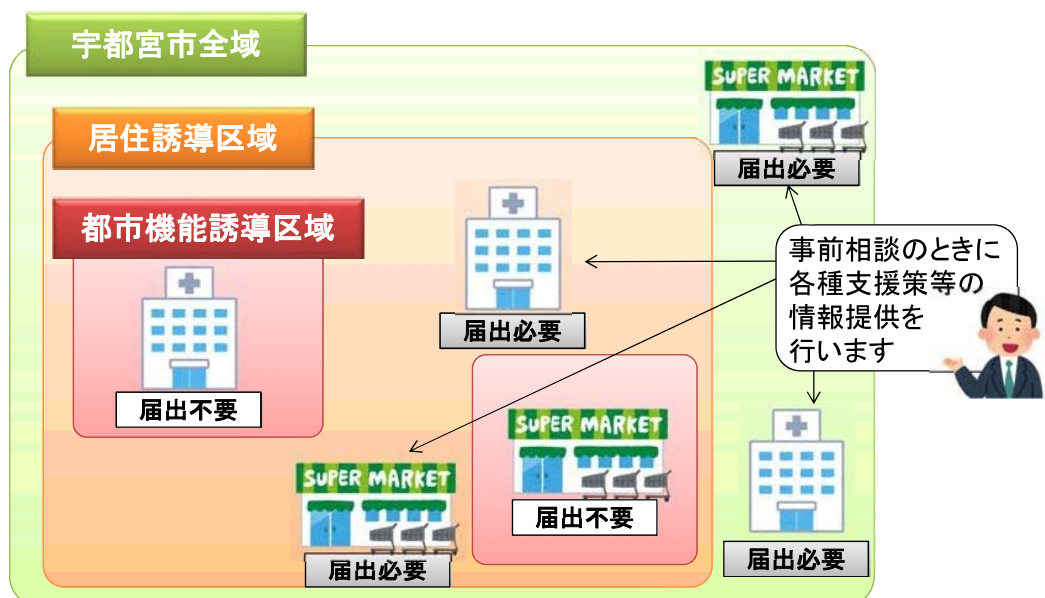 宇都宮市全域
SUPER MARKET
届出必要
居住誘導区域
都市機能誘導区域
届出不要
届出必要
事前相談のときに
各種支援策等の
情報提供を
行います
SUPER MARKET
届出不要
SUPER MARKET
届出必要
届出必要